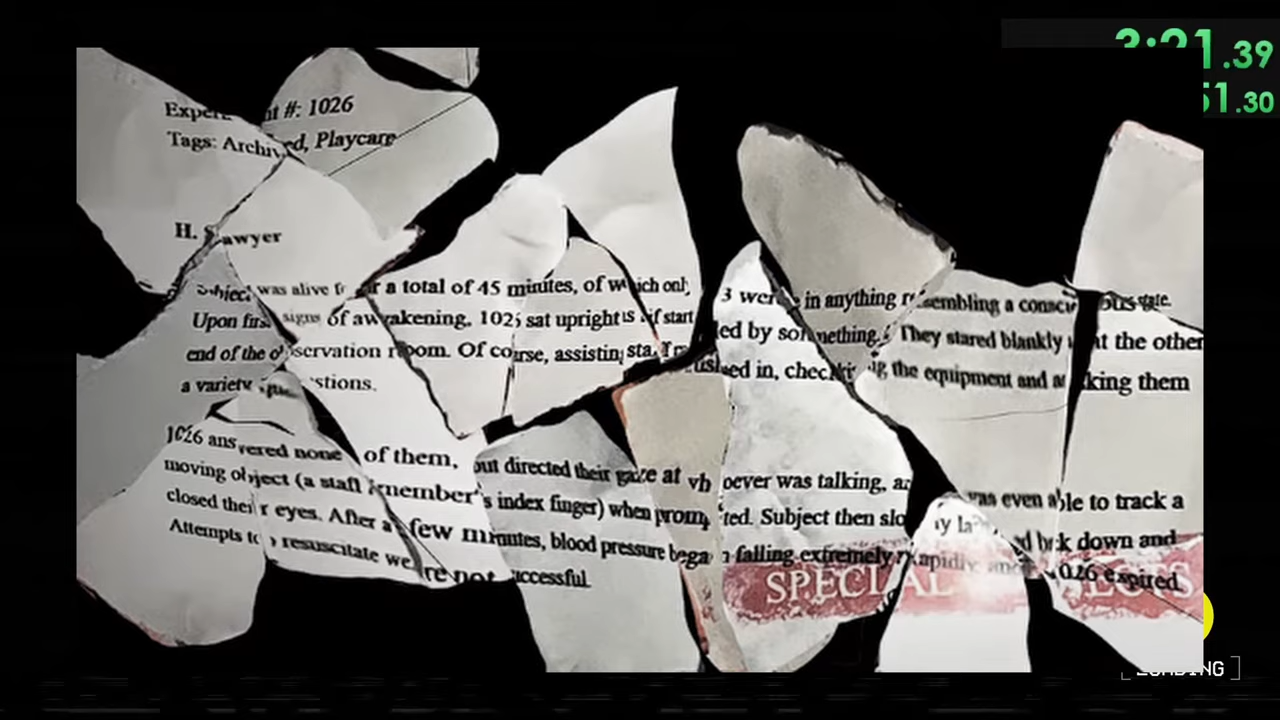 3:21.39
51.30
Experiment #: 1026
Tags: Archived, Playcare
H. Sawyer
Subject was alive for a total of 45 minutes, of which only 3 were in anything resembling a conscious state.
Upon first signs of awakening, 1026 sat upright as if startled by something. They stared blankly at the other
end of the observation room. Of course, assisting staff rushed in, checking the equipment and asking them
a variety questions.
1026 answered none of them, but directed their gaze at whoever was talking, and was even able to track a
moving object (a staff member's index finger) when prompted. Subject then slowly laid back down and
closed their eyes. After a few minutes, blood pressure began falling extremely rapidly and 1026 expired.
Attempts to resuscitate were not successful.
SPECIAL
LOADING